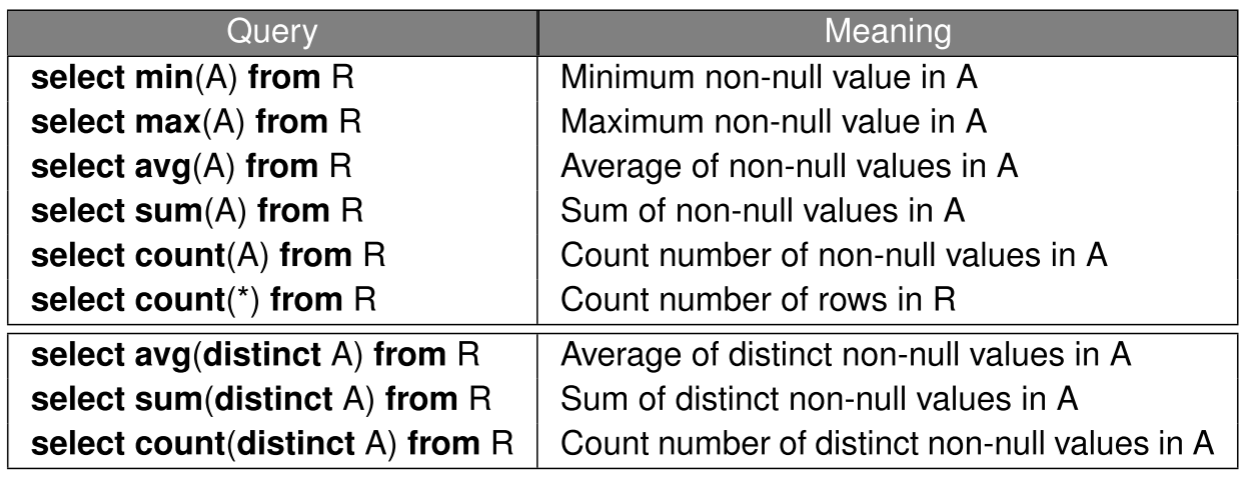 Query Meaning
select min(A) from R Minimum non-null value in A
select max(A) from R Maximum non-null value in A
select avg(A) from R Average of non-null values in A
select sum(A) from R Sum of non-null values in A
select count(A) from R Count number of non-null values in A
select count(*) from R Count number of rows in R
select avg(distinct A) from R Average of distinct non-null values in A
select sum(distinct A) from R Sum of distinct non-null values in A
select count(distinct A) from R Count number of distinct non-null values in A